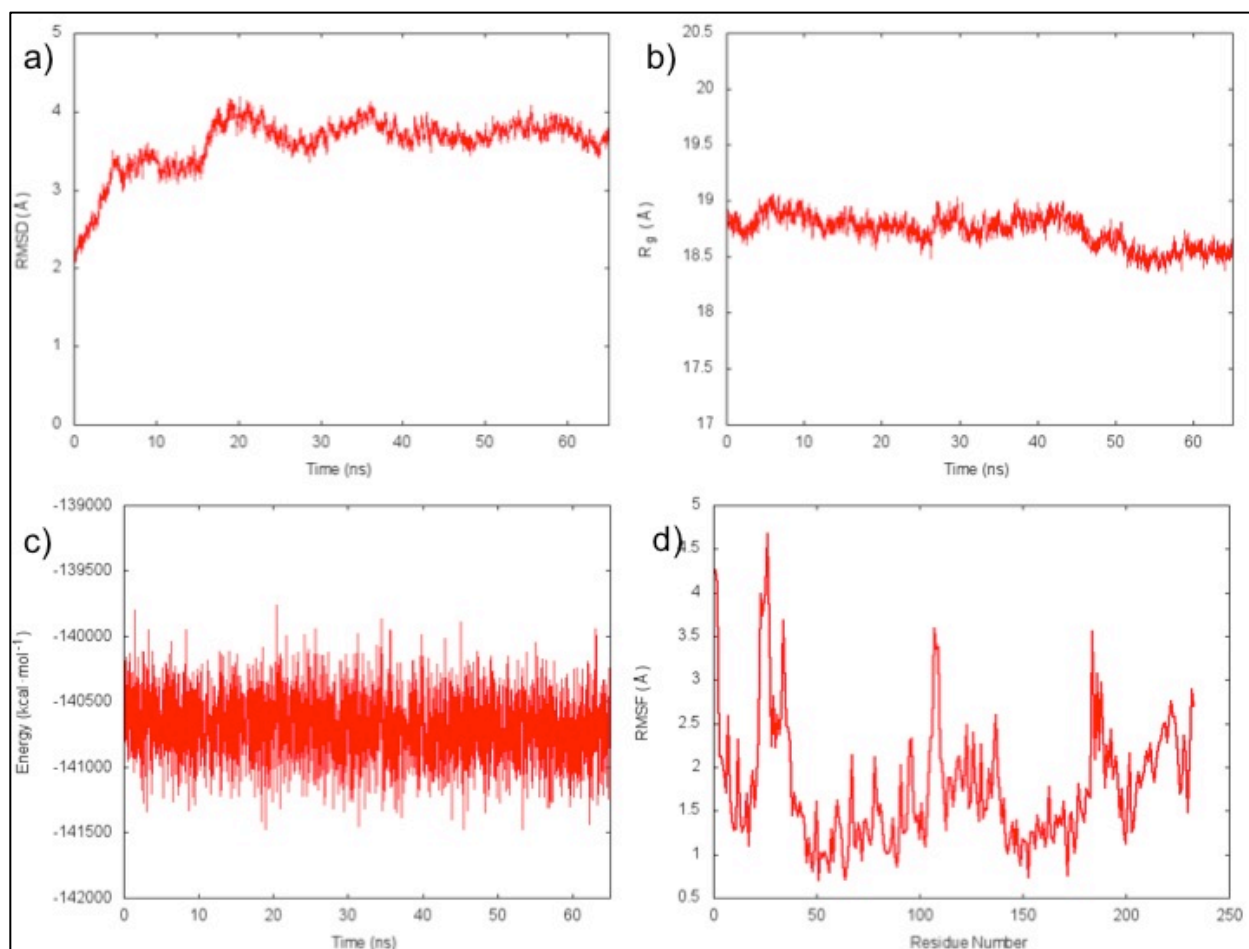 a)
5
4
3
2
1
0
RMSD (Å)
0 10 20 30 40 50 60
Time (ns)
b)
20.5
20
19.5
19
18.5
18
17.5
17
R g (Å)
0 10 20 30 40 50 60
Time (ns)
c)
-139000
-139500
-140000
-140500
-141000
-141500
-142000
Energy (kcal·mol⁻¹)
0 10 20 30 40 50 60
Time (ns)
d)
5
4.5
4
3.5
3
2.5
2
1.5
1
0.5
RMSF (Å)
0 50 100 150 200 250
Residue Number